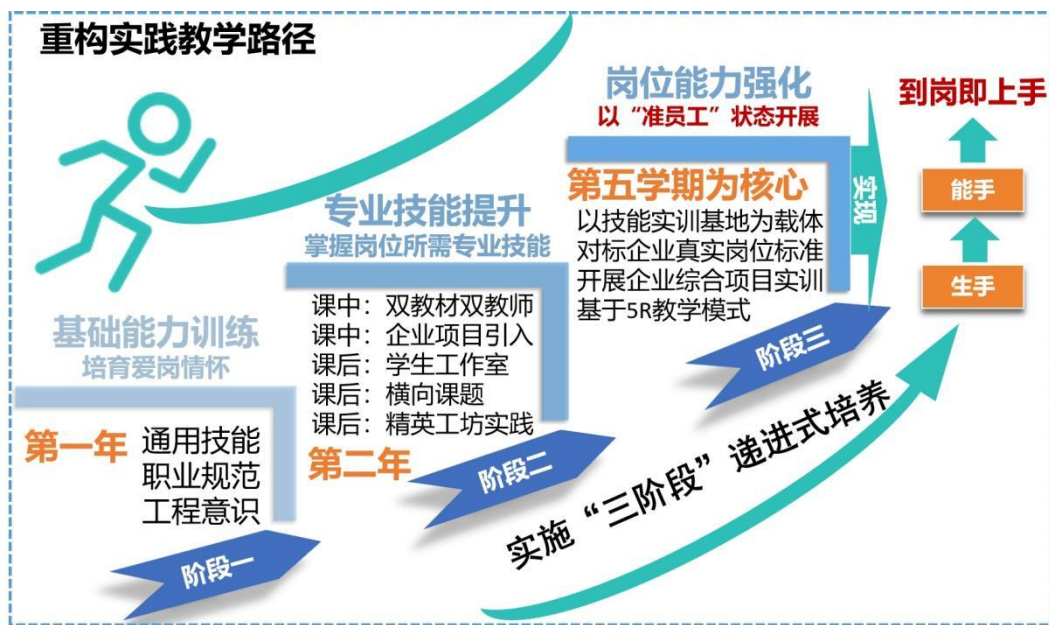 重构实践教学路径
基础能力训练
培育爱岗情怀
第一年
通用技能
职业规范
工程意识
阶段一
专业技能提升
掌握岗位所需专业技能
课中：双教材双教师
课中：企业项目引入
课后：学生工作室
课后：横向课题
课后：精英工坊实践
第二年
阶段二
岗位能力强化
以“准员工”状态开展
第五学期为核心
以技能实训基地为载体
对标企业真实岗位标准
开展企业综合项目实训
基于5R教学模式
阶段三
实现
到岗即上手
能手
生手
实施“三阶段”递进式培养